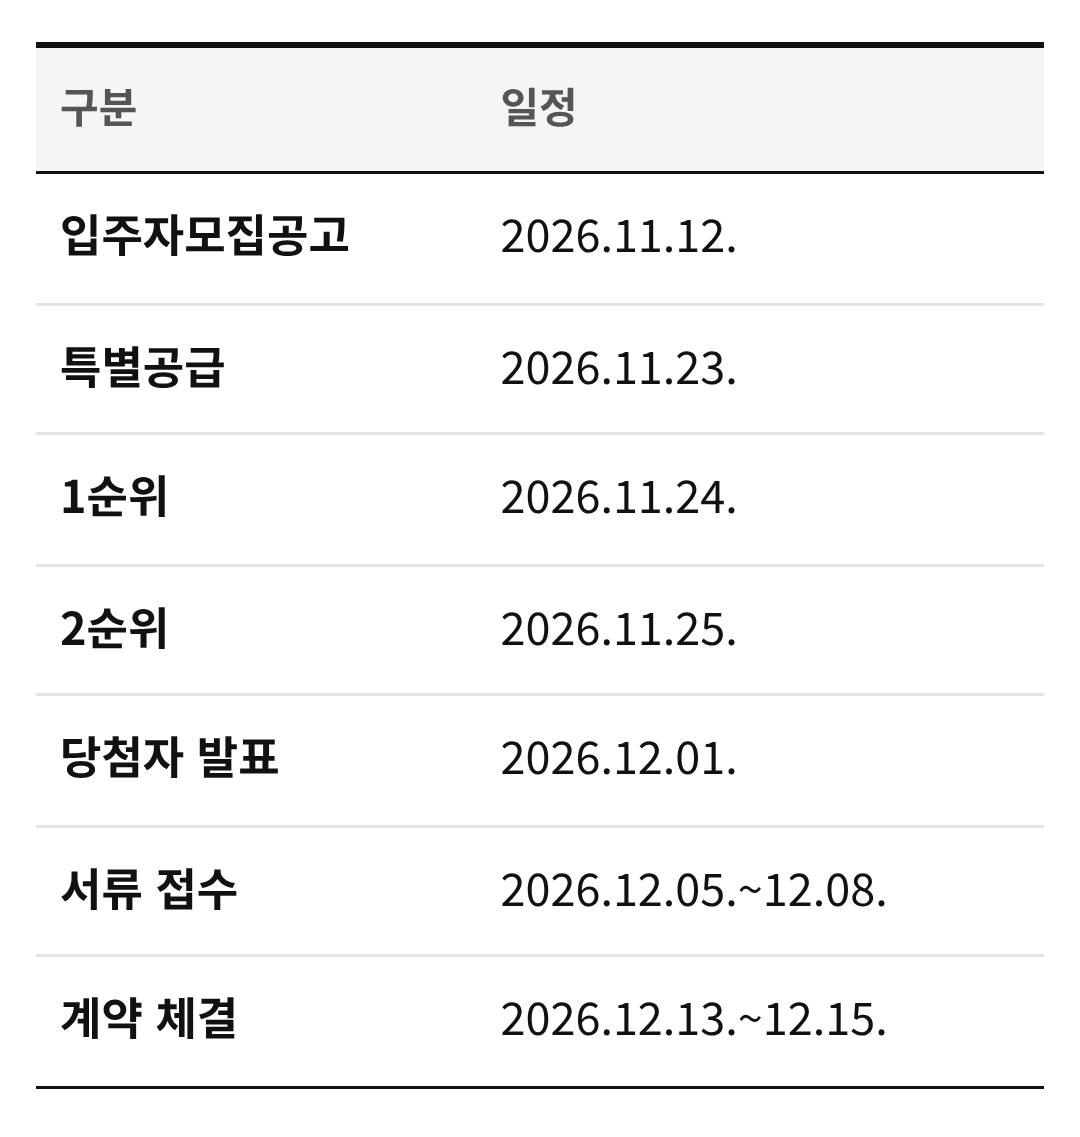 구분 일정
입주자모집공고 2026.11.12.
특별공급 2026.11.23.
1순위 2026.11.24.
2순위 2026.11.25.
당첨자 발표 2026.12.01.
서류 접수 2026.12.05.~12.08.
계약 체결 2026.12.13.~12.15.